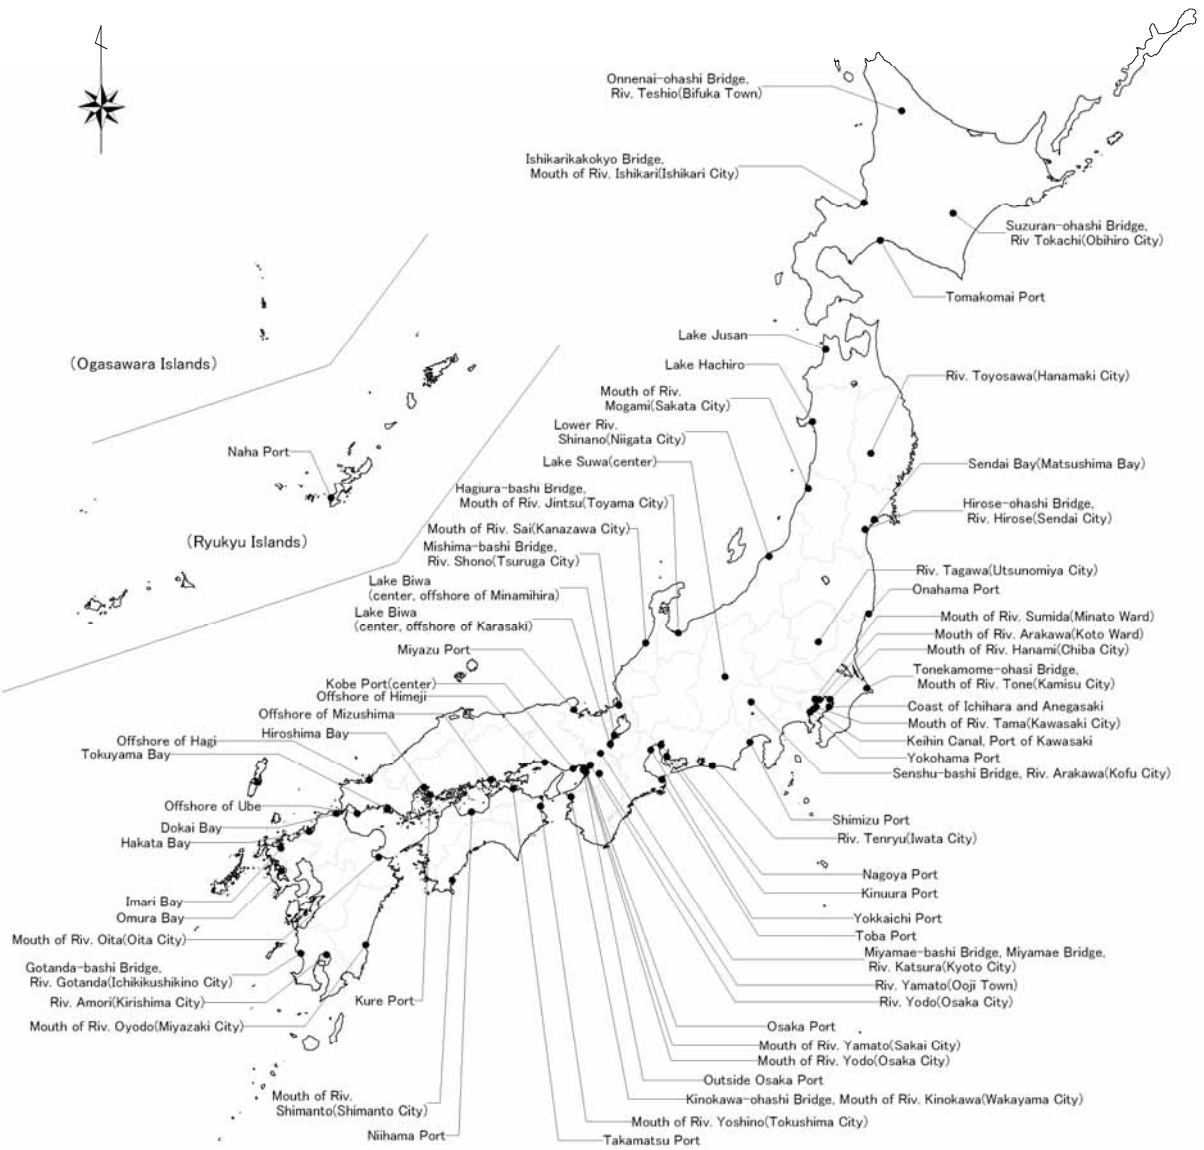 Onnenai-ohashi Bridge,
Riv. Teshio(Bifuka Town)
Ishikarikakokyo Bridge,
Mouth of Riv. Ishikari(Ishikari City)
Suzuran-ohashi Bridge,
Riv Tokachi(Obihiro City)
Tomakomai Port
Lake Jusan
(Ogasawara Islands)
Lake Hachiro
Riv. Toyosawa(Hanamaki City)
Mouth of Riv.
Mogami(Sakata City)
Lower Riv.
Shinano(Niigata City)
Naha Port
Lake Suwa(center)
Sendai Bay(Matsushima Bay)
Hagiura-bashi Bridge,
Mouth of Riv. Jintsu(Toyama City)
Hirose-ohashi Bridge,
Riv. Hirose(Sendai City)
Mouth of Riv. Sai(Kanazawa City)
(Ryukyu Islands)
Mishima-bashi Bridge,
Riv. Shono(Tsuruga City)
Riv. Tagawa(Utsunomiya City)
Lake Biwa
(center, offshore of Minamihira)
Onahama Port
Lake Biwa
(center, offshore of Karasaki)
Mouth of Riv. Sumida(Minato Ward)
Mouth of Riv. Arakawa(Koto Ward)
Miyazu Port
Mouth of Riv. Hanami(Chiba City)
Tonekamome-ohasi Bridge,
Mouth of Riv. Tone(Kamisu City)
Kobe Port(center)
Offshore of Himeji
Coast of Ichihara and Anegasaki
Offshore of Mizushima
Mouth of Riv. Tama(Kawasaki City)
Hiroshima Bay
Offshore of Hagi
Keihin Canal, Port of Kawasaki
Tokuyama Bay
Yokohama Port
Senshu-bashi Bridge, Riv. Arakawa(Kofu City)
Offshore of Ube
Shimizu Port
Dokai Bay
Riv. Tenryu(Iwata City)
Hakata Bay
Nagoya Port
Kinuura Port
Imari Bay
Omura Bay
Yokkaichi Port
Toba Port
Mouth of Riv. Oita(Oita City)
Miyamae-bashi Bridge, Miyamae Bridge,
Riv. Katsura(Kyoto City)
Gotanda-bashi Bridge,
Riv. Gotanda(Ichikikushikino City)
Riv. Yamato(Ooji Town)
Riv. Amori(Kirishima City)
Kure Port
Riv. Yodo(Osaka City)
Mouth of Riv. Oyodo(Miyazaki City)
Osaka Port
Mouth of Riv. Yamato(Sakai City)
Mouth of Riv. Yodo(Osaka City)
Outside Osaka Port
Mouth of Riv.
Shimanto(Shimanto City)
Kinokawa-ohashi Bridge, Mouth of Riv. Kinokawa(Wakayama City)
Mouth of Riv. Yoshino(Tokushima City)
Niihama Port
Takamatsu Port